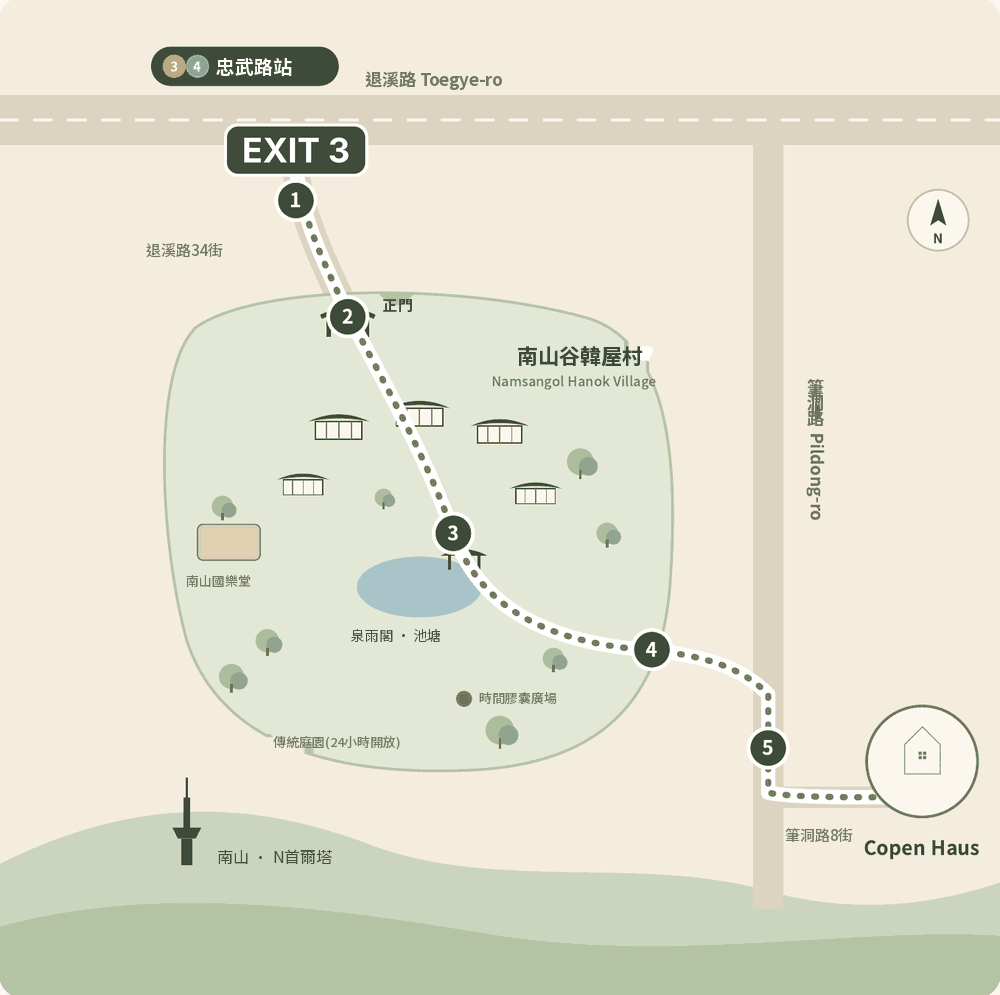 3 4 忠武路站
退溪路 Toegye-ro
EXIT 3
1
N
退溪路34街
2
正門
南山谷韓屋村
Namsangol Hanok Village
筆洞路 Pildong-ro
3
南山國樂堂
泉雨閣 · 池塘
4
時間膠囊廣場
傳統庭園(24小時開放)
5
筆洞路8街
Copen Haus
南山 · N首爾塔